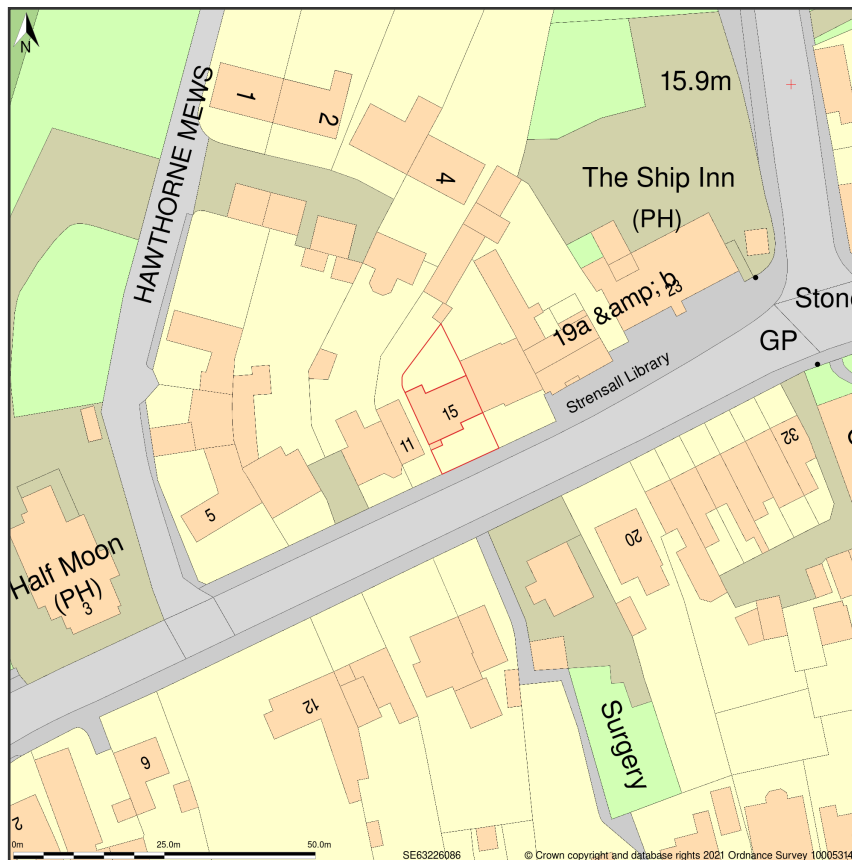 N
HAWTHORNE MEWS
1
2
4
15.9m
The Ship Inn
(PH)
19a &amp; b
23
Stone
GP
Strensall Library
15
11
32
5
20
Half Moon
(PH)
3
12
Surgery
9
2
0m
25.0m
50.0m
SE63226086
© Crown copyright and database rights 2021 Ordnance Survey 10005314